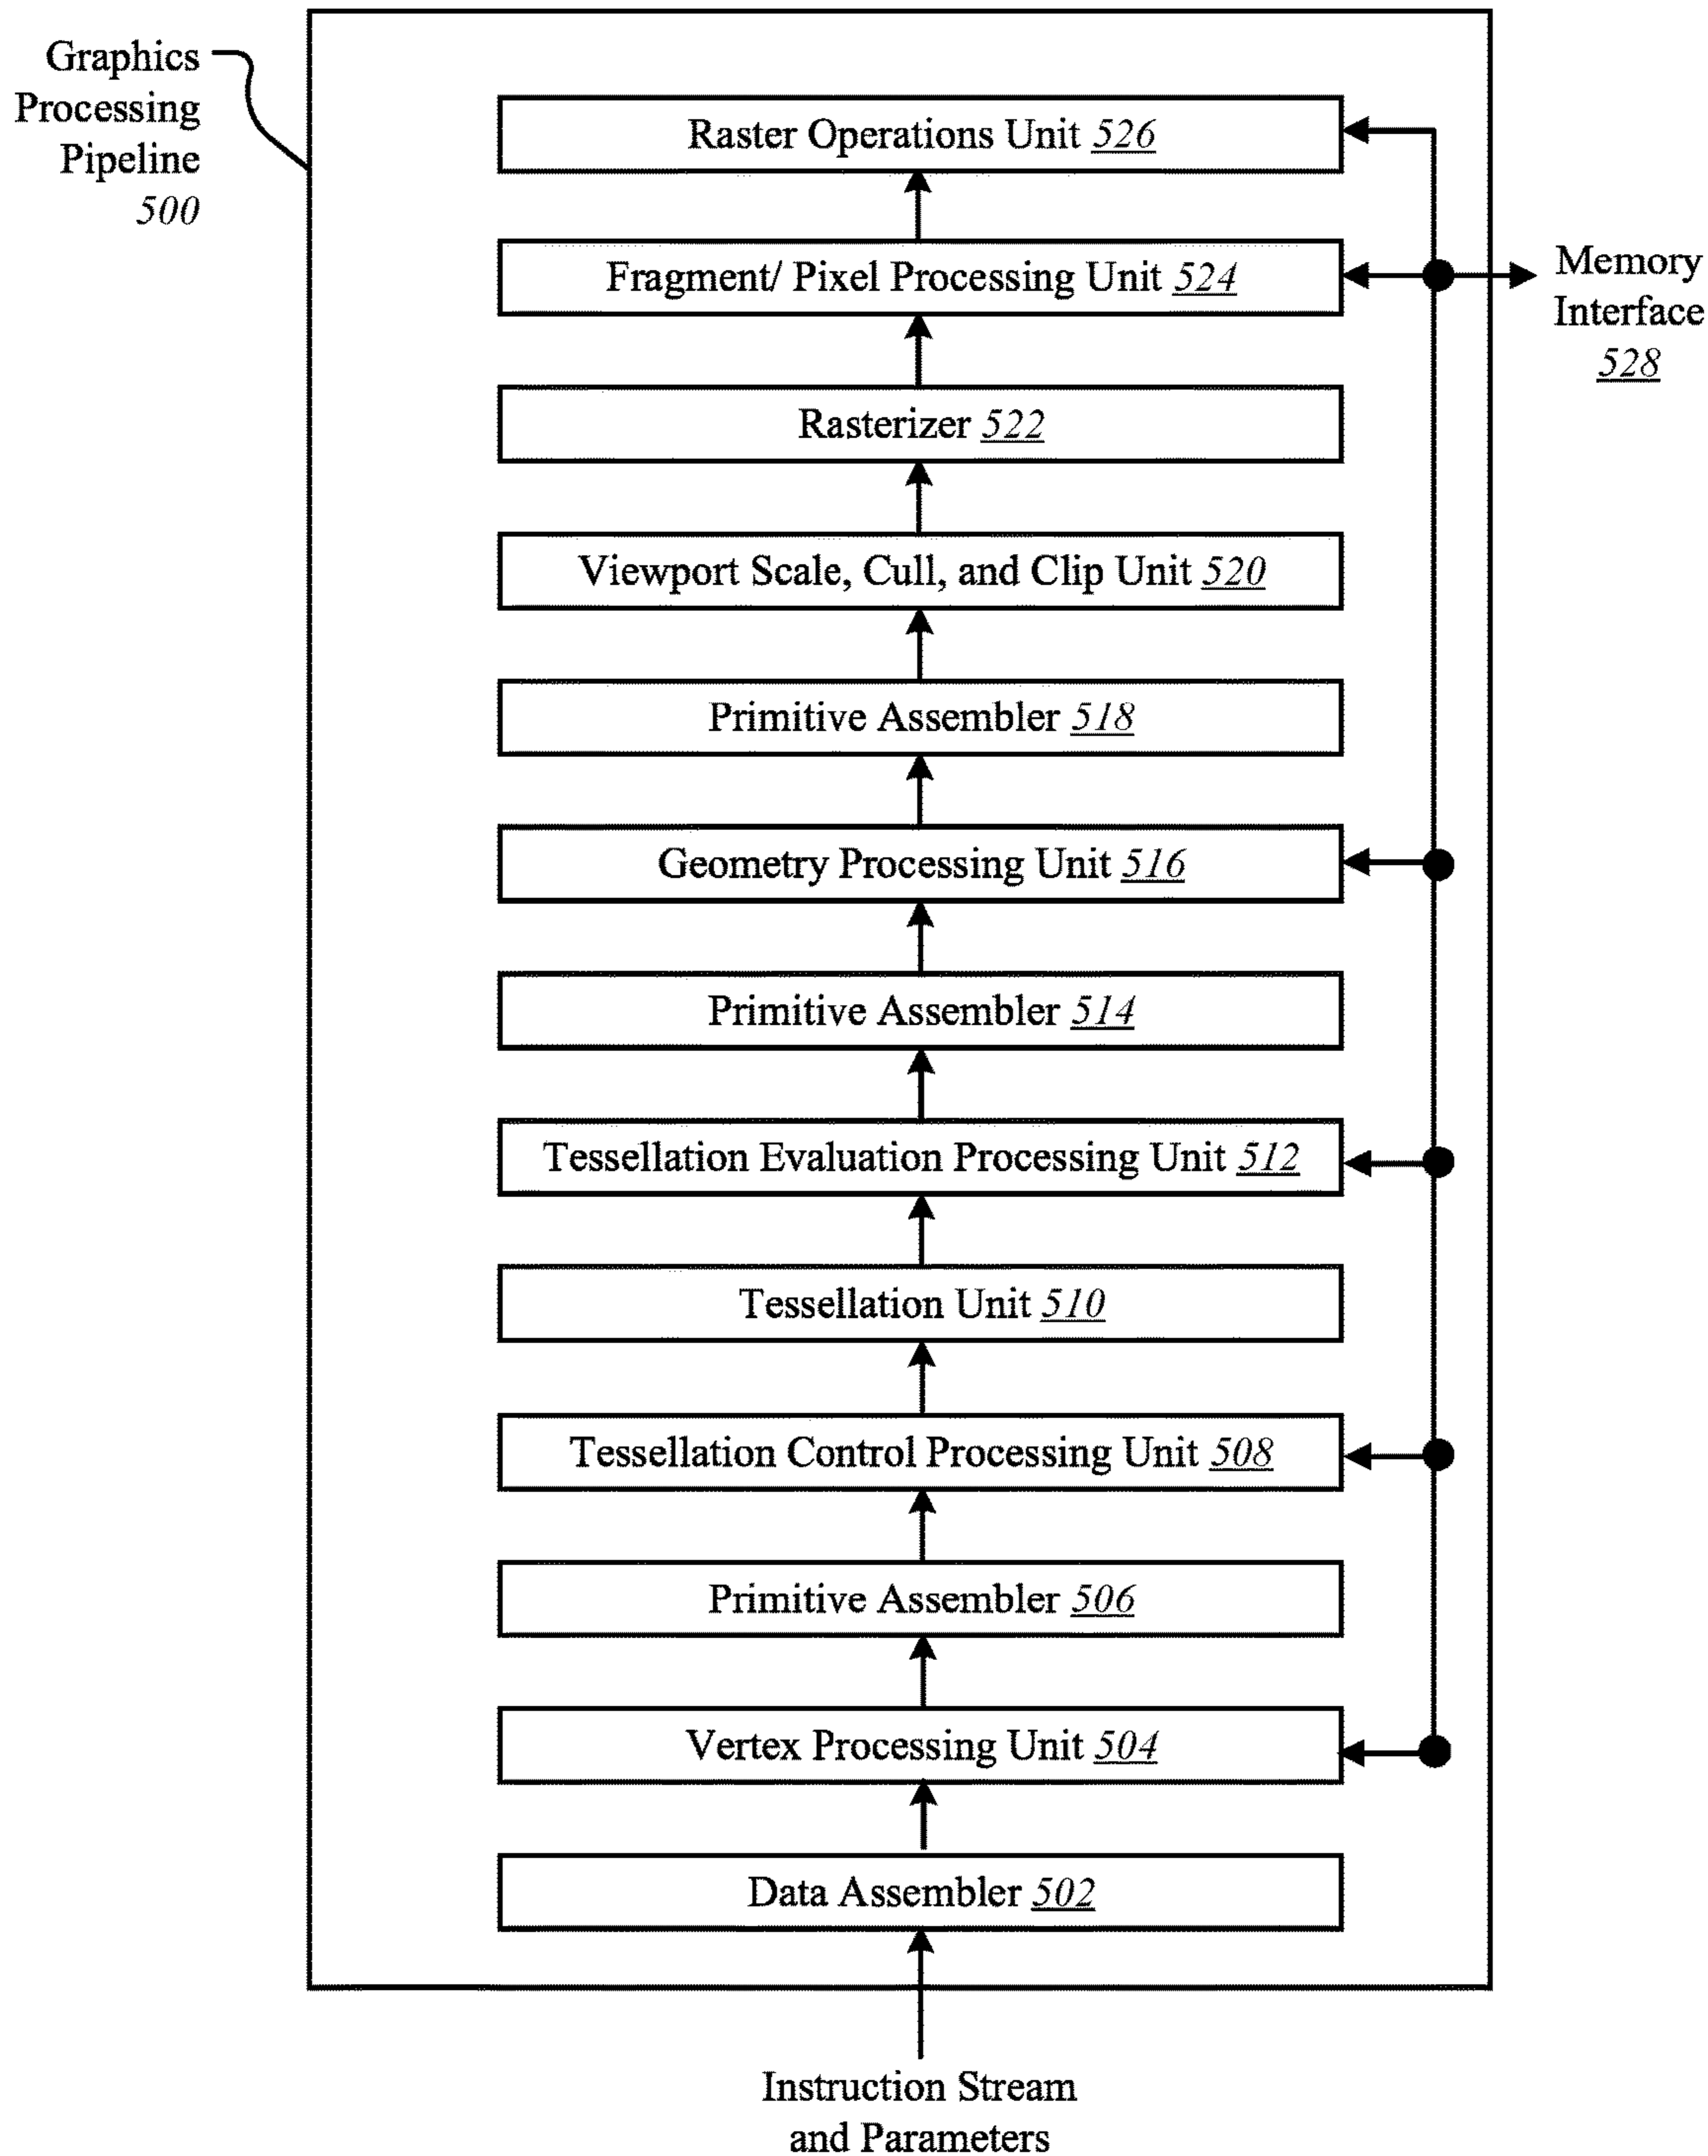 Graphics
Processing
Pipeline
500
Raster Operations Unit 526
Fragment/ Pixel Processing Unit 524
Memory
Interface
528
Rasterizer 522
Viewport Scale, Cull, and Clip Unit 520
Primitive Assembler 518
Geometry Processing Unit 516
Primitive Assembler 514
Tessellation Evaluation Processing Unit 512
Tessellation Unit 510
Tessellation Control Processing Unit 508
Primitive Assembler 506
Vertex Processing Unit 504
Data Assembler 502
Instruction Stream
and Parameters